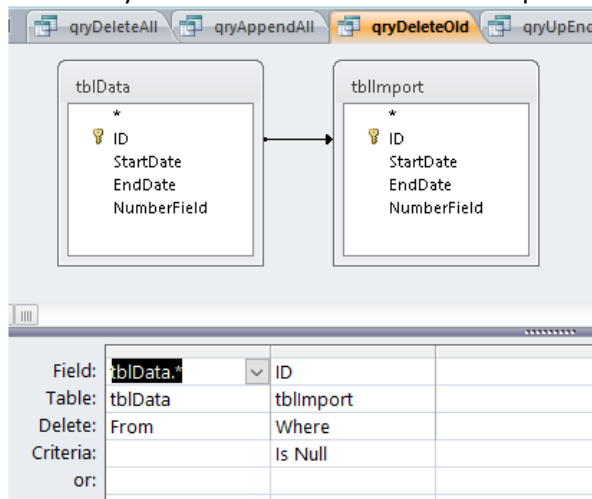 qryDeleteAll qryAppendAll qryDeleteOld qryUpEnd
tblData tblImport
* *
ID ID
StartDate StartDate
EndDate EndDate
NumberField NumberField
Field: tblData.* ID
Table: tblData tblImport
Delete: From Where
Criteria: Is Null
or: